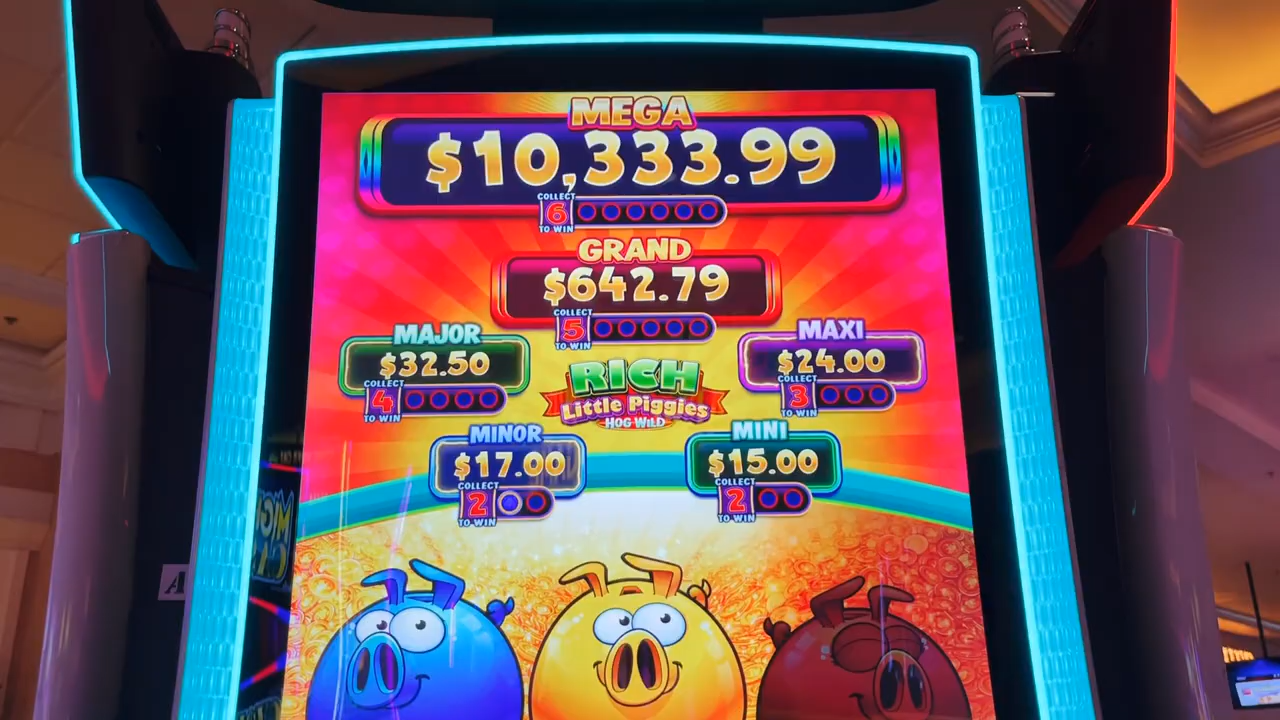 MEGA
$10,333.99
COLLECT
6
TO WIN
GRAND
$642.79
COLLECT
5
TO WIN
MAJOR
$32.50
COLLECT
4
TO WIN
MAXI
$24.00
COLLECT
3
TO WIN
RICH
Little Piggies
HOG WILD
MINOR
$17.00
COLLECT
2
TO WIN
MINI
$15.00
COLLECT
2
TO WIN
A